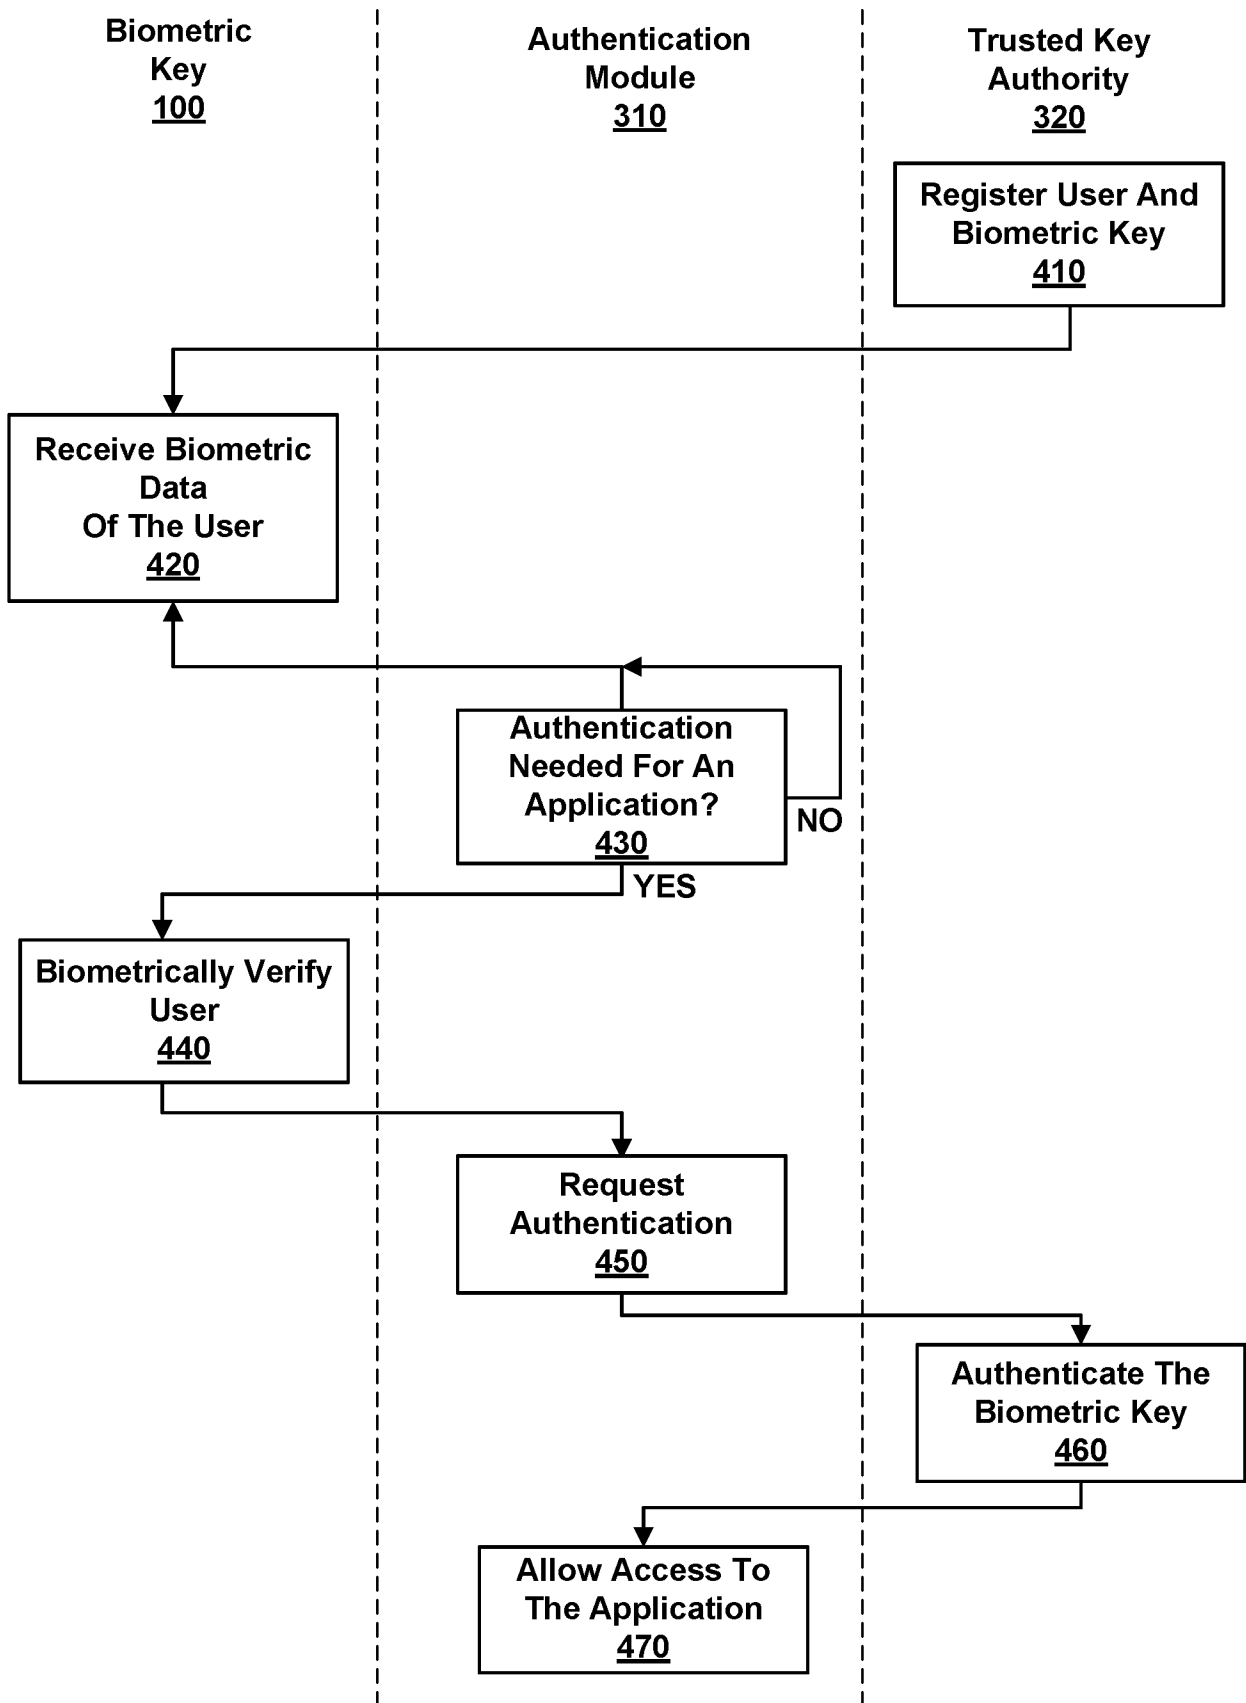 Biometric
Key
100
Authentication
Module
310
Trusted Key
Authority
320
Register User And
Biometric Key
410
Receive Biometric
Data
Of The User
420
Authentication
Needed For An
Application?
430
NO
YES
Biometrically Verify
User
440
Request
Authentication
450
Authenticate The
Biometric Key
460
Allow Access To
The Application
470